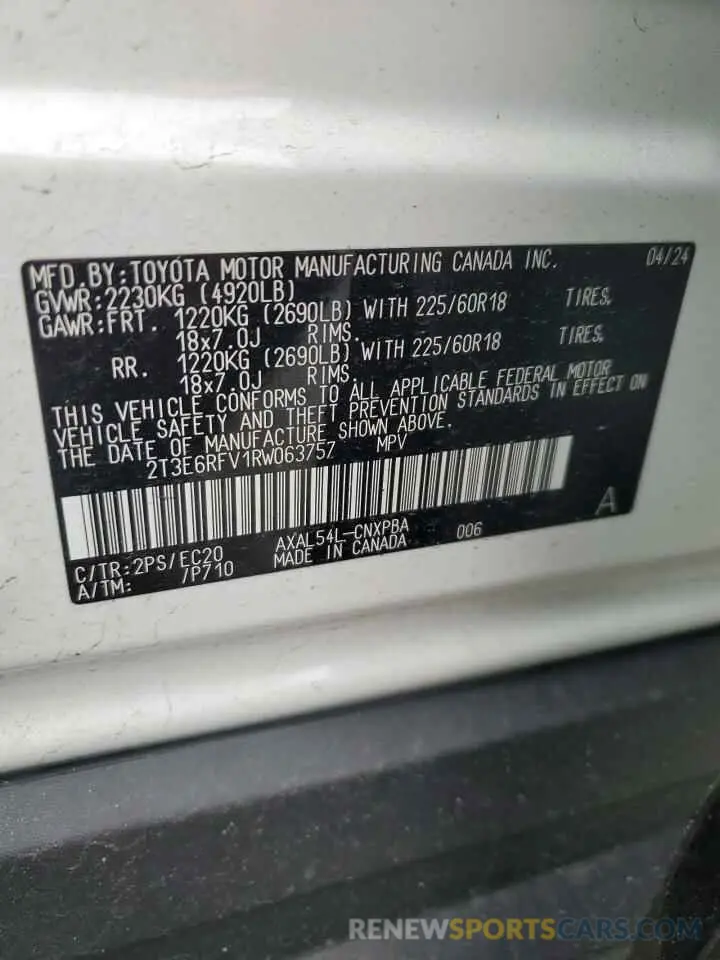 MFD.BY:TOYOTA MOTOR MANUFACTURING CANADA INC. 04/24
GVWR:2230KG (4920LB)
GAWR:FRT. 1220KG (2690LB) WITH 225/60R18 TIRES,
18x7.0J RIMS.
RR. 1220KG (2690LB) WITH 225/60R18 TIRES,
18x7.0J RIMS.
THIS VEHICLE CONFORMS TO ALL APPLICABLE FEDERAL MOTOR
VEHICLE SAFETY AND THEFT PREVENTION STANDARDS IN EFFECT ON
THE DATE OF MANUFACTURE SHOWN ABOVE.
2T3E6RFV1RW063757 MPV
A
C/TR:2PS/EC20 AXAL54L-CNXPBA 006
A/TM: /P710 MADE IN CANADA
RENEWSPORTSCARS.COM